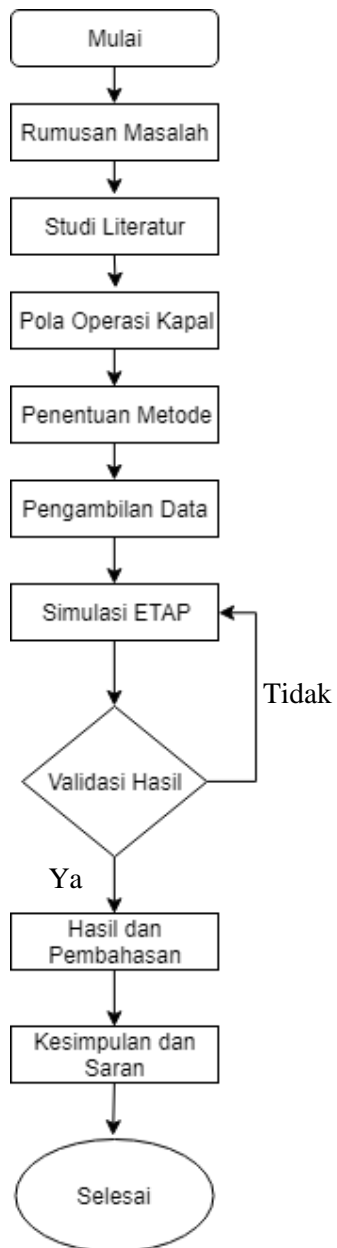 Mulai
Rumusan Masalah
Studi Literatur
Pola Operasi Kapal
Penentuan Metode
Pengambilan Data
Simulasi ETAP
Tidak
Validasi Hasil
Ya
Hasil dan
Pembahasan
Kesimpulan dan
Saran
Selesai